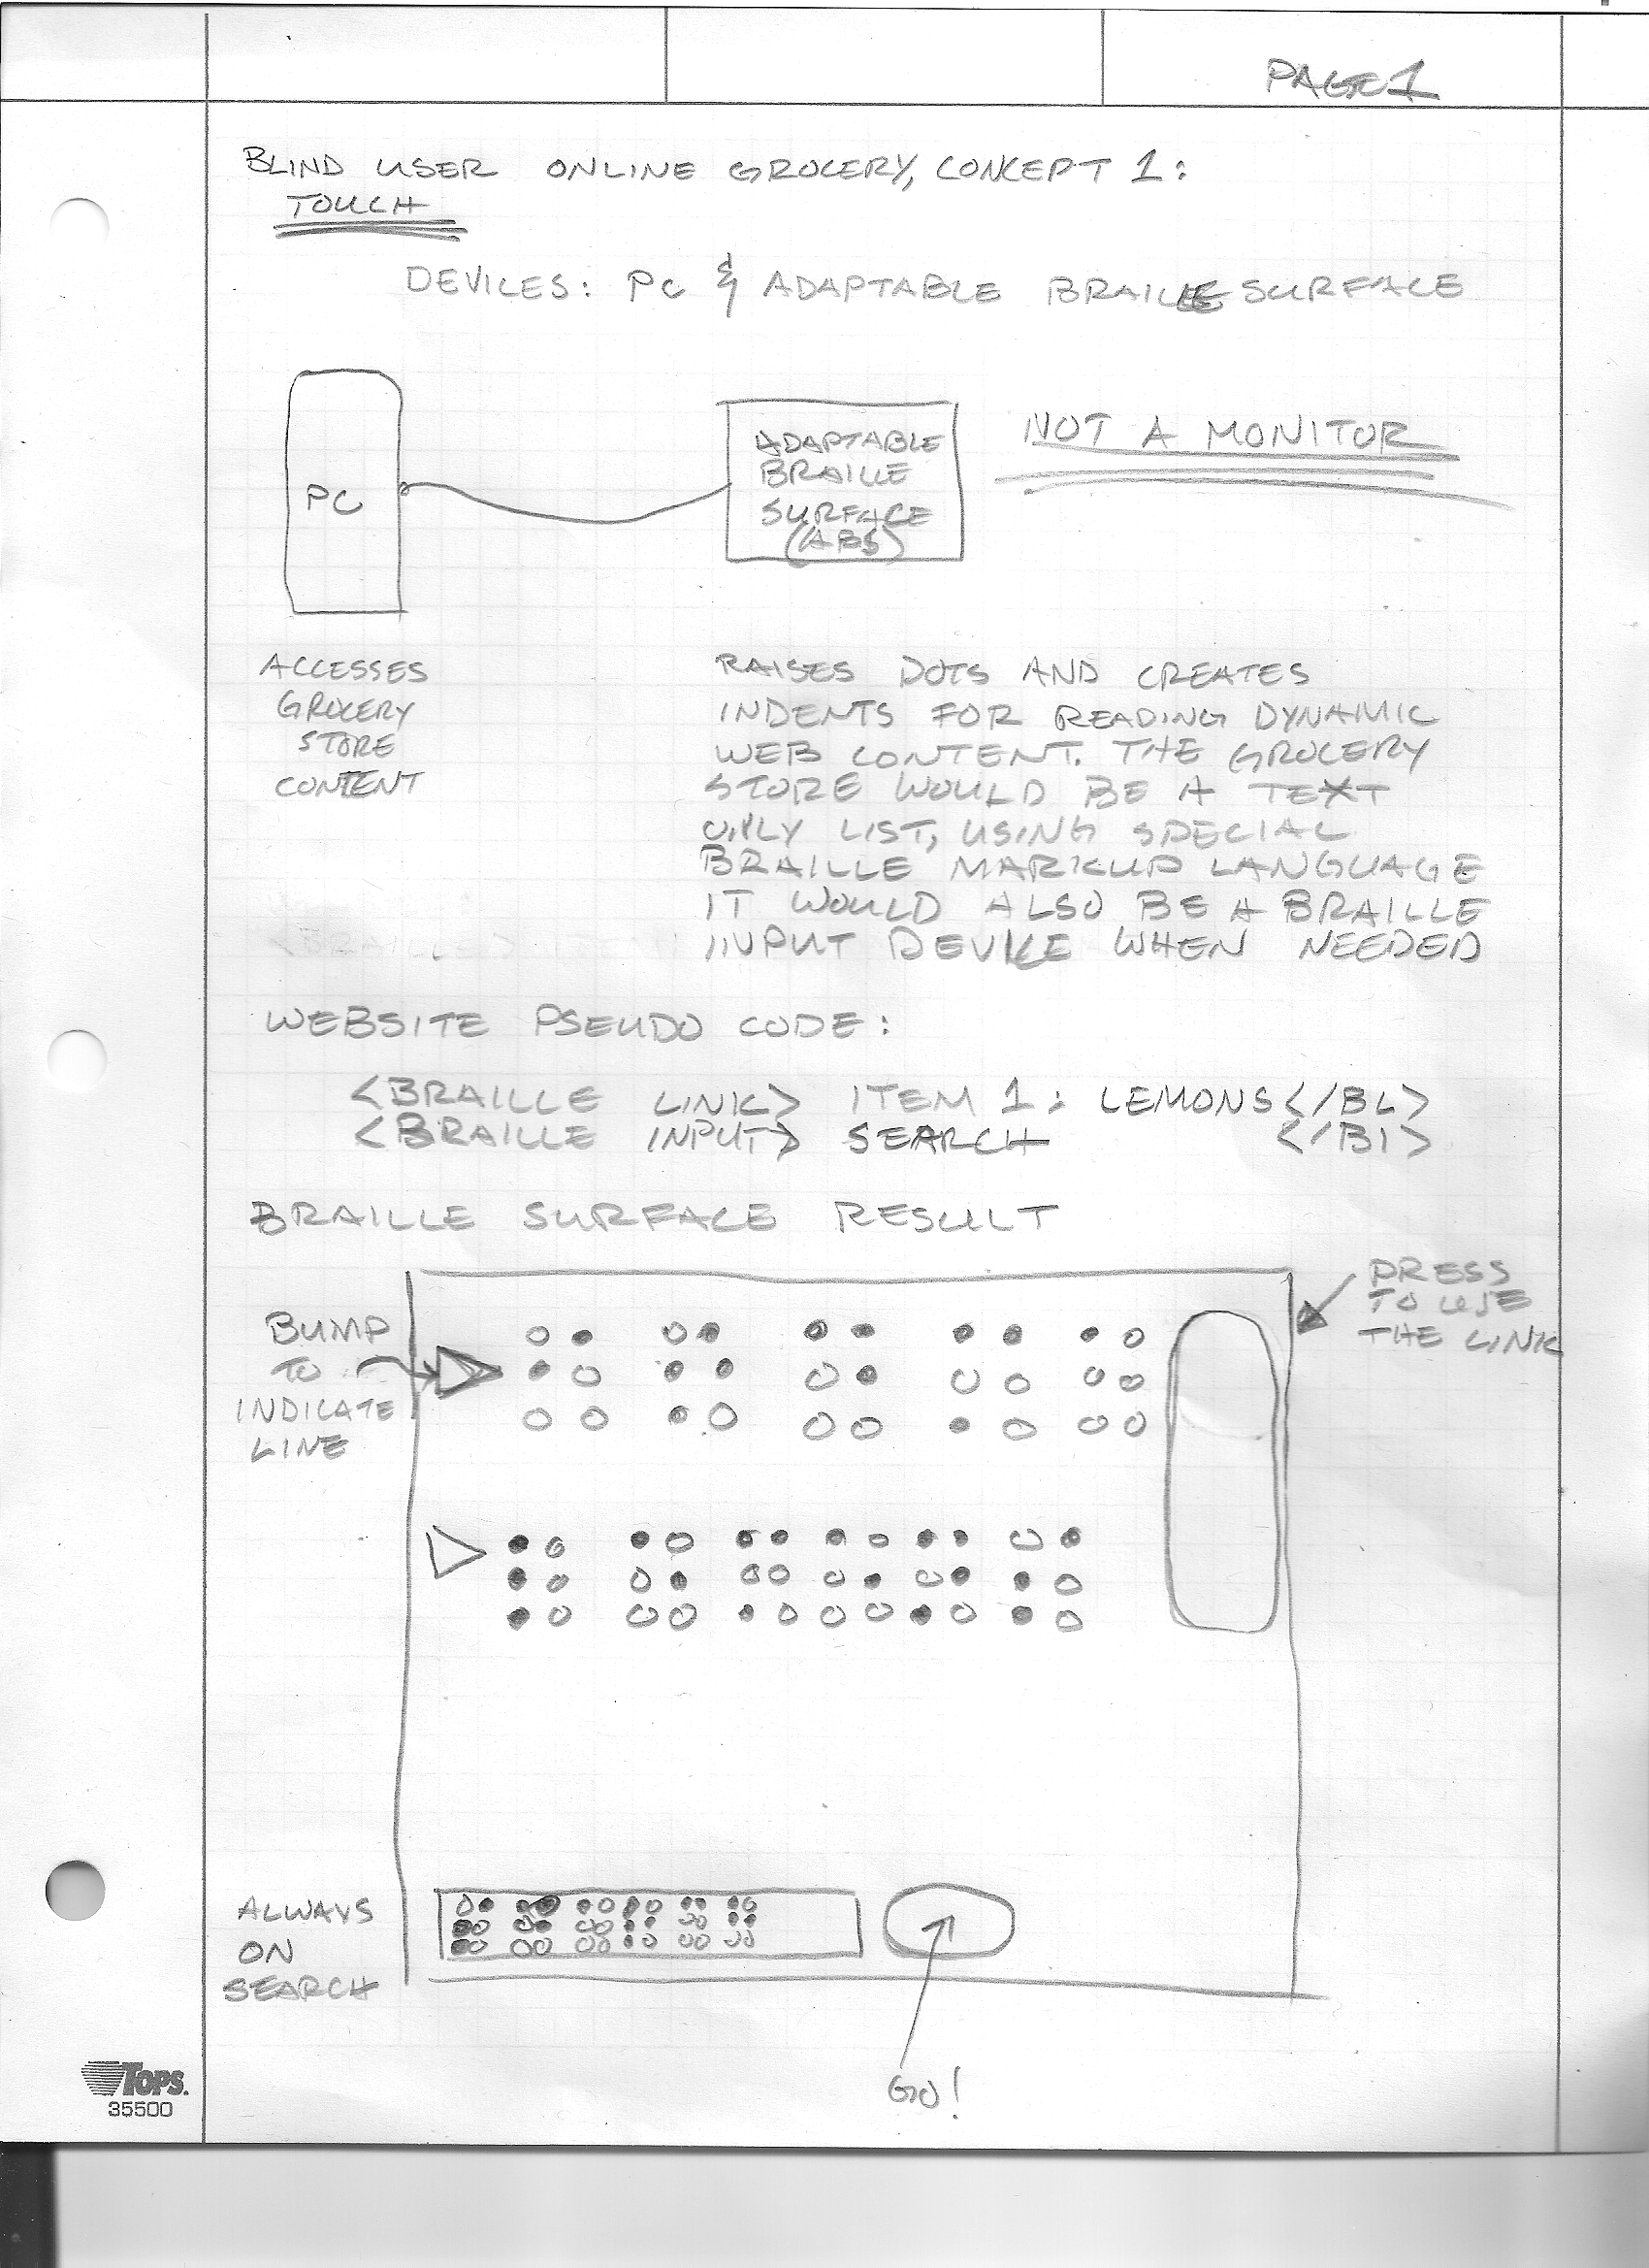 PAGE 1
BLIND USER ONLINE GROCERY, CONCEPT 1:
TOUCH
DEVICES: PC & ADAPTABLE BRAILLE SURFACE
PC
ADAPTABLE
BRAILLE
SURFACE
(ABS)
NOT A MONITOR
ACCESSES
GROCERY
STORE
CONTENT
RAISES DOTS AND CREATES
INDENTS FOR READING DYNAMIC
WEB CONTENT. THE GROCERY
STORE WOULD BE A TEXT
ONLY LIST, USING SPECIAL
BRAILLE MARKUP LANGUAGE
IT WOULD ALSO BE A BRAILLE
INPUT DEVICE WHEN NEEDED
WEBSITE PSEUDO CODE:
<BRAILLE LINK> ITEM 1: LEMONS </BL>
<BRAILLE INPUT> SEARCH </BI>
BRAILLE SURFACE RESULT
PRESS
TO USE
THE LINK
BUMP
TO
INDICATE
LINE
ALWAYS
ON
SEARCH
GO!
TOPS.
35500